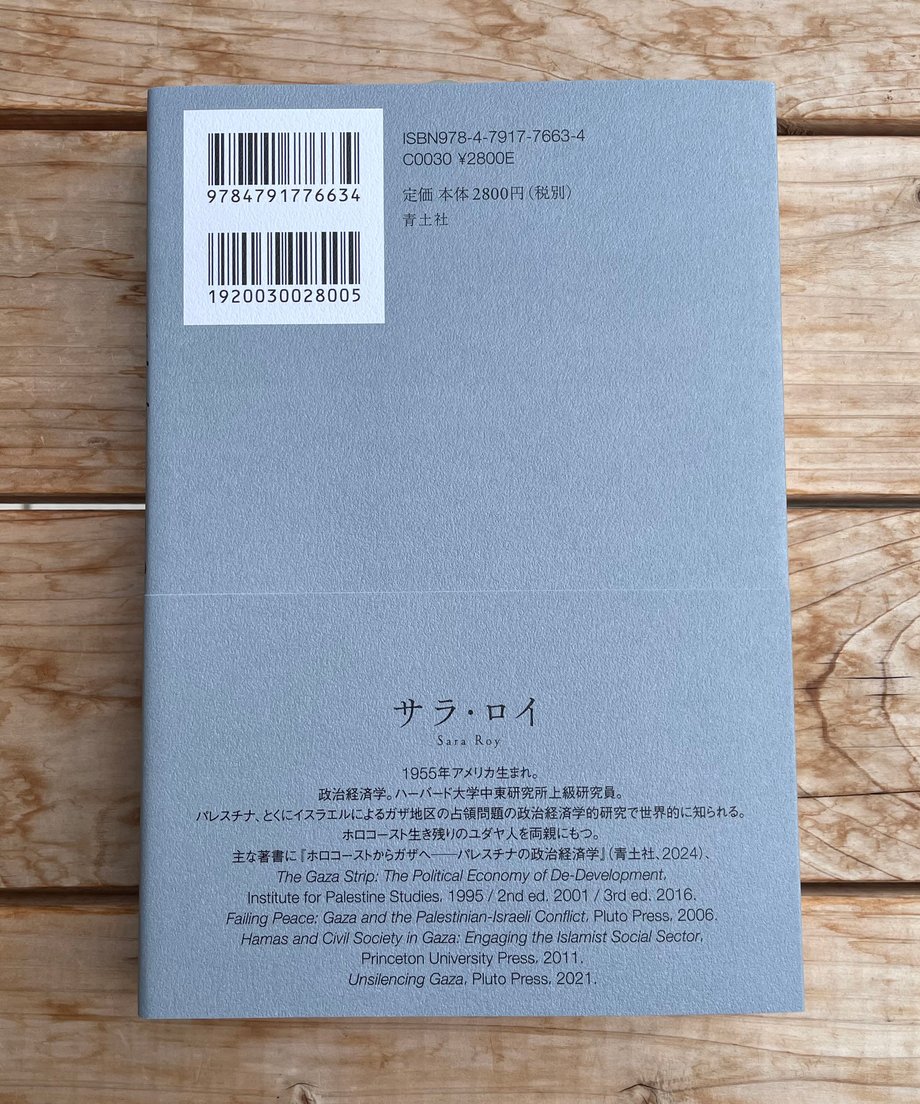 9784791776634
1920030028005
ISBN978-4-7917-7663-4
C0030 ¥2800E
定価 本体2800円(税別)
青土社
サラ・ロイ
Sara Roy
1955年アメリカ生まれ。
政治経済学。ハーバード大学中東研究所上級研究員。
パレスチナ、とくにイスラエルによるガザ地区の占領問題の政治経済学的研究で世界的に知られる。
ホロコースト生き残りのユダヤ人を両親にもつ。
主な著書に『ホロコーストからガザへ──パレスチナの政治経済学』(青土社、2024)、
The Gaza Strip: The Political Economy of De-Development,
Institute for Palestine Studies, 1995 / 2nd ed. 2001 / 3rd ed. 2016.
Failing Peace: Gaza and the Palestinian-Israeli Conflict, Pluto Press, 2006.
Hamas and Civil Society in Gaza: Engaging the Islamist Social Sector,
Princeton University Press, 2011.
Unsilencing Gaza, Pluto Press, 2021.